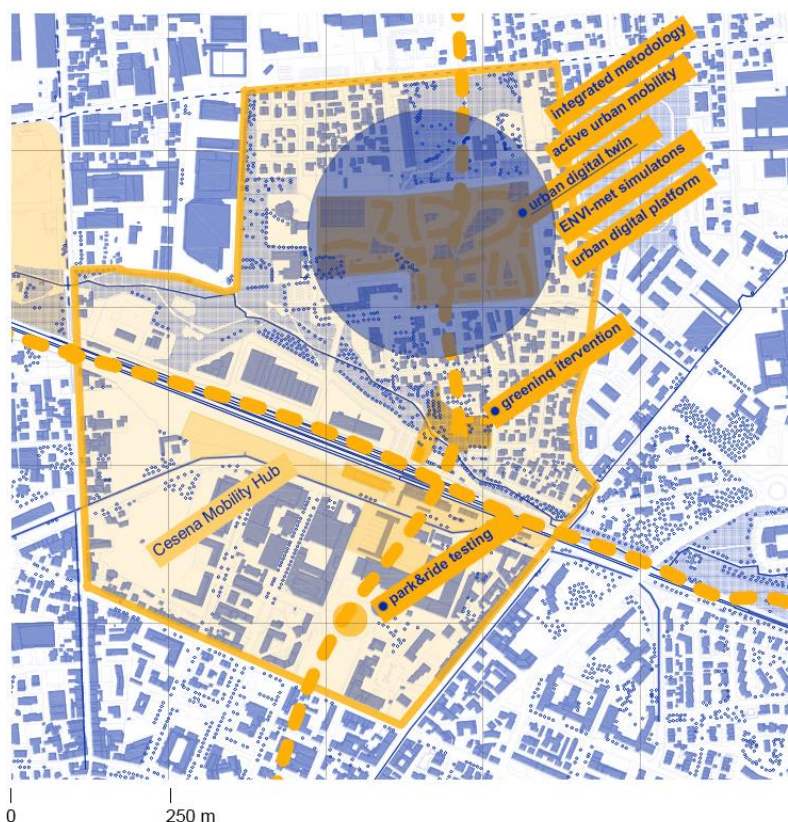 integrated metodology
active urban mobility
urban digital twin
ENVI-met simulatons
urban digital platform
greening itervention
Cesena Mobility Hub
park&ride testing
0
250 m